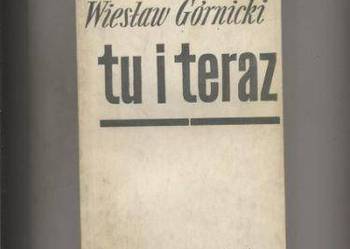 Wiesław Górnicki
tu i teraz